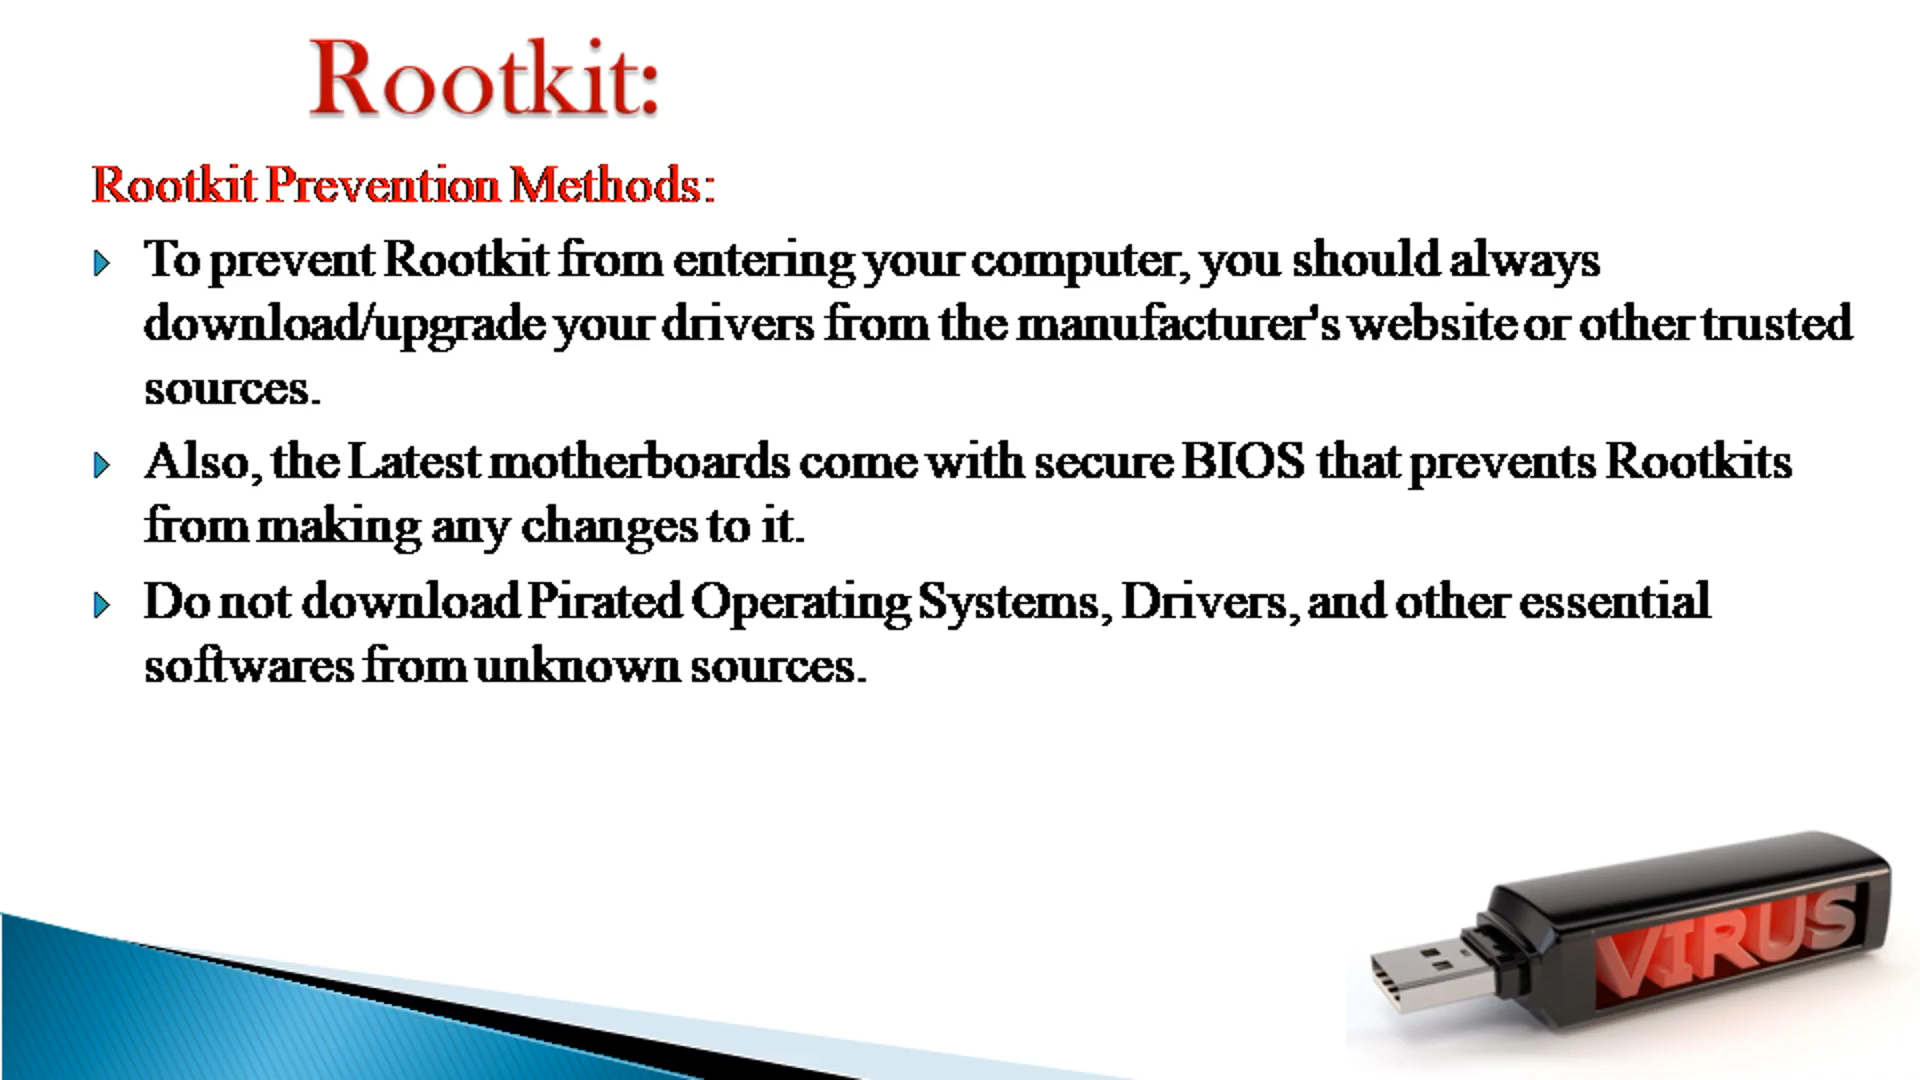 Rootkit:
Rootkit Prevention Methods:
To prevent Rootkit from entering your computer, you should always
download/upgrade your drivers from the manufacturer's website or other trusted
sources.
Also, the Latest motherboards come with secure BIOS that prevents Rootkits
from making any changes to it.
Do not download Pirated Operating Systems, Drivers, and other essential
softwares from unknown sources.
VIRUS